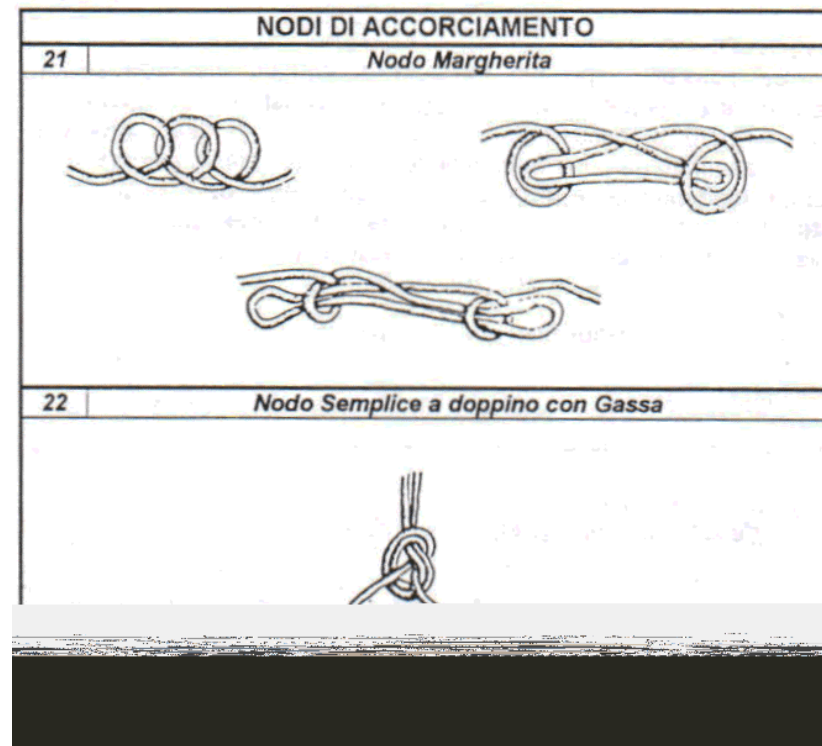 NODI DI ACCORCIAMENTO
21 Nodo Margherita
22 Nodo Semplice a doppino con Gassa